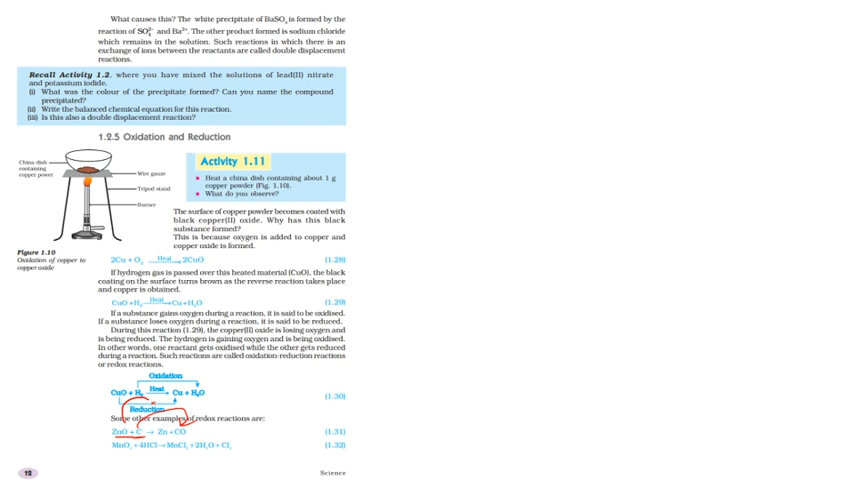 What causes this? The white precipitate of BaSO₄ is formed by the
reaction of SO₄²⁻ and Ba²⁺. The other product formed is sodium chloride
which remains in the solution. Such reactions in which there is an
exchange of ions between the reactants are called double displacement
reactions.
Recall Activity 1.2, where you have mixed the solutions of lead(II) nitrate
and potassium iodide.
(i) What was the colour of the precipitate formed? Can you name the compound
precipitated?
(ii) Write the balanced chemical equation for this reaction.
(iii) Is this also a double displacement reaction?
1.2.5 Oxidation and Reduction
China dish
containing
copper power
Wire gauze
Tripod stand
Burner
Figure 1.10
Oxidation of copper to
copper oxide
Activity 1.11
• Heat a china dish containing about 1 g
copper powder (Fig. 1.10).
• What do you observe?
The surface of copper powder becomes coated with
black copper(II) oxide. Why has this black
substance formed?
This is because oxygen is added to copper and
copper oxide is formed.
2Cu + O₂ Heat→ 2CuO (1.28)
If hydrogen gas is passed over this heated material (CuO), the black
coating on the surface turns brown as the reverse reaction takes place
and copper is obtained.
CuO +H₂ Heat→ Cu+H₂O (1.29)
If a substance gains oxygen during a reaction, it is said to be oxidised.
If a substance loses oxygen during a reaction, it is said to be reduced.
During this reaction (1.29), the copper(II) oxide is losing oxygen and
is being reduced. The hydrogen is gaining oxygen and is being oxidised.
In other words, one reactant gets oxidised while the other gets reduced
during a reaction. Such reactions are called oxidation-reduction reactions
or redox reactions.
Oxidation
CuO + H₂ Heat→ Cu + H₂O (1.30)
Reduction
Some other examples of redox reactions are:
ZnO + C → Zn + CO (1.31)
MnO₂ + 4HCl → MnCl₂ + 2H₂O + Cl₂ (1.32)
12
Science